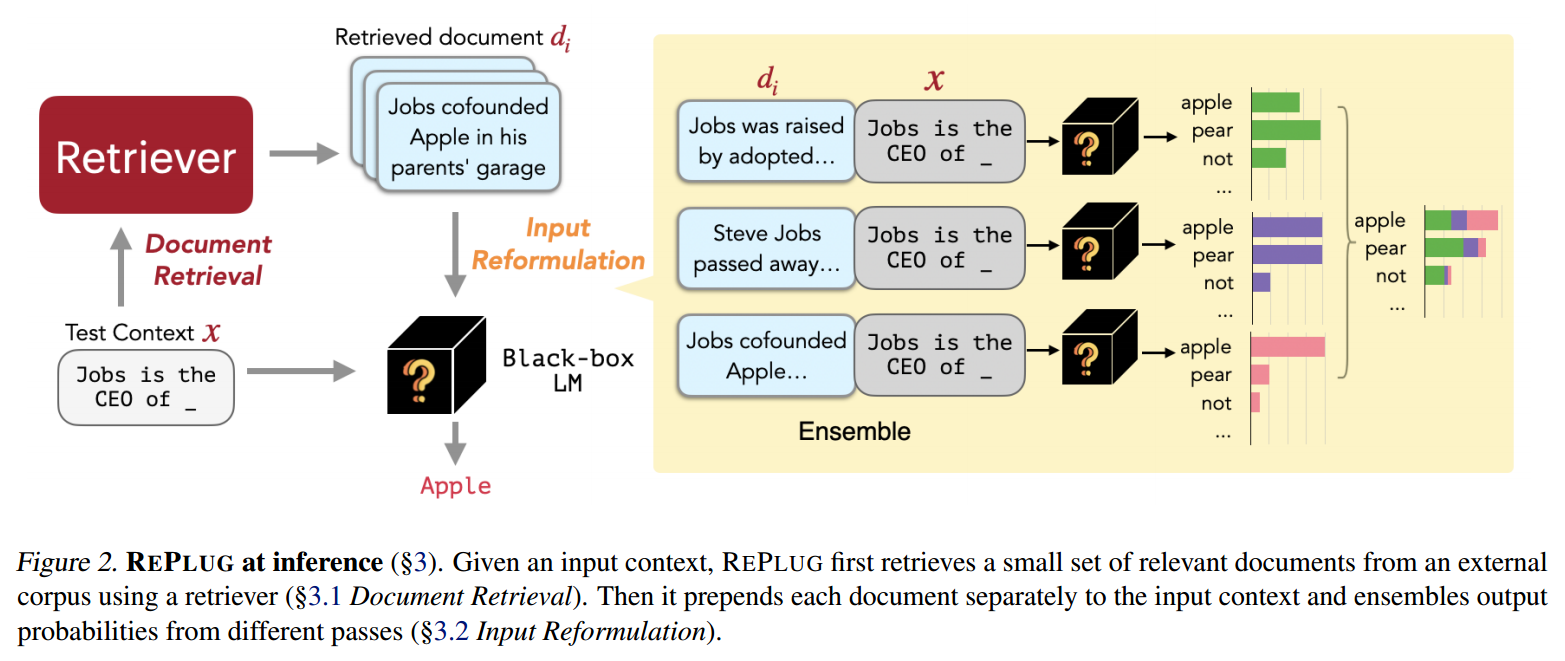 Retrieved document di
Jobs cofounded
Apple in his
parents' garage
Retriever
Document
Retrieval
Input
Reformulation
Test Context x
Jobs is the
CEO of _
?
Black-box
LM
Apple
di
x
Jobs was raised
by adopted...
Jobs is the
CEO of _
?
apple
pear
not
...
Steve Jobs
passed away...
Jobs is the
CEO of _
?
apple
pear
not
...
Jobs cofounded
Apple...
Jobs is the
CEO of _
?
apple
pear
not
...
apple
pear
not
...
Ensemble
Figure 2. REPLUG at inference (§3). Given an input context, REPLUG first retrieves a small set of relevant documents from an external
corpus using a retriever (§3.1 Document Retrieval). Then it prepends each document separately to the input context and ensembles output
probabilities from different passes (§3.2 Input Reformulation).